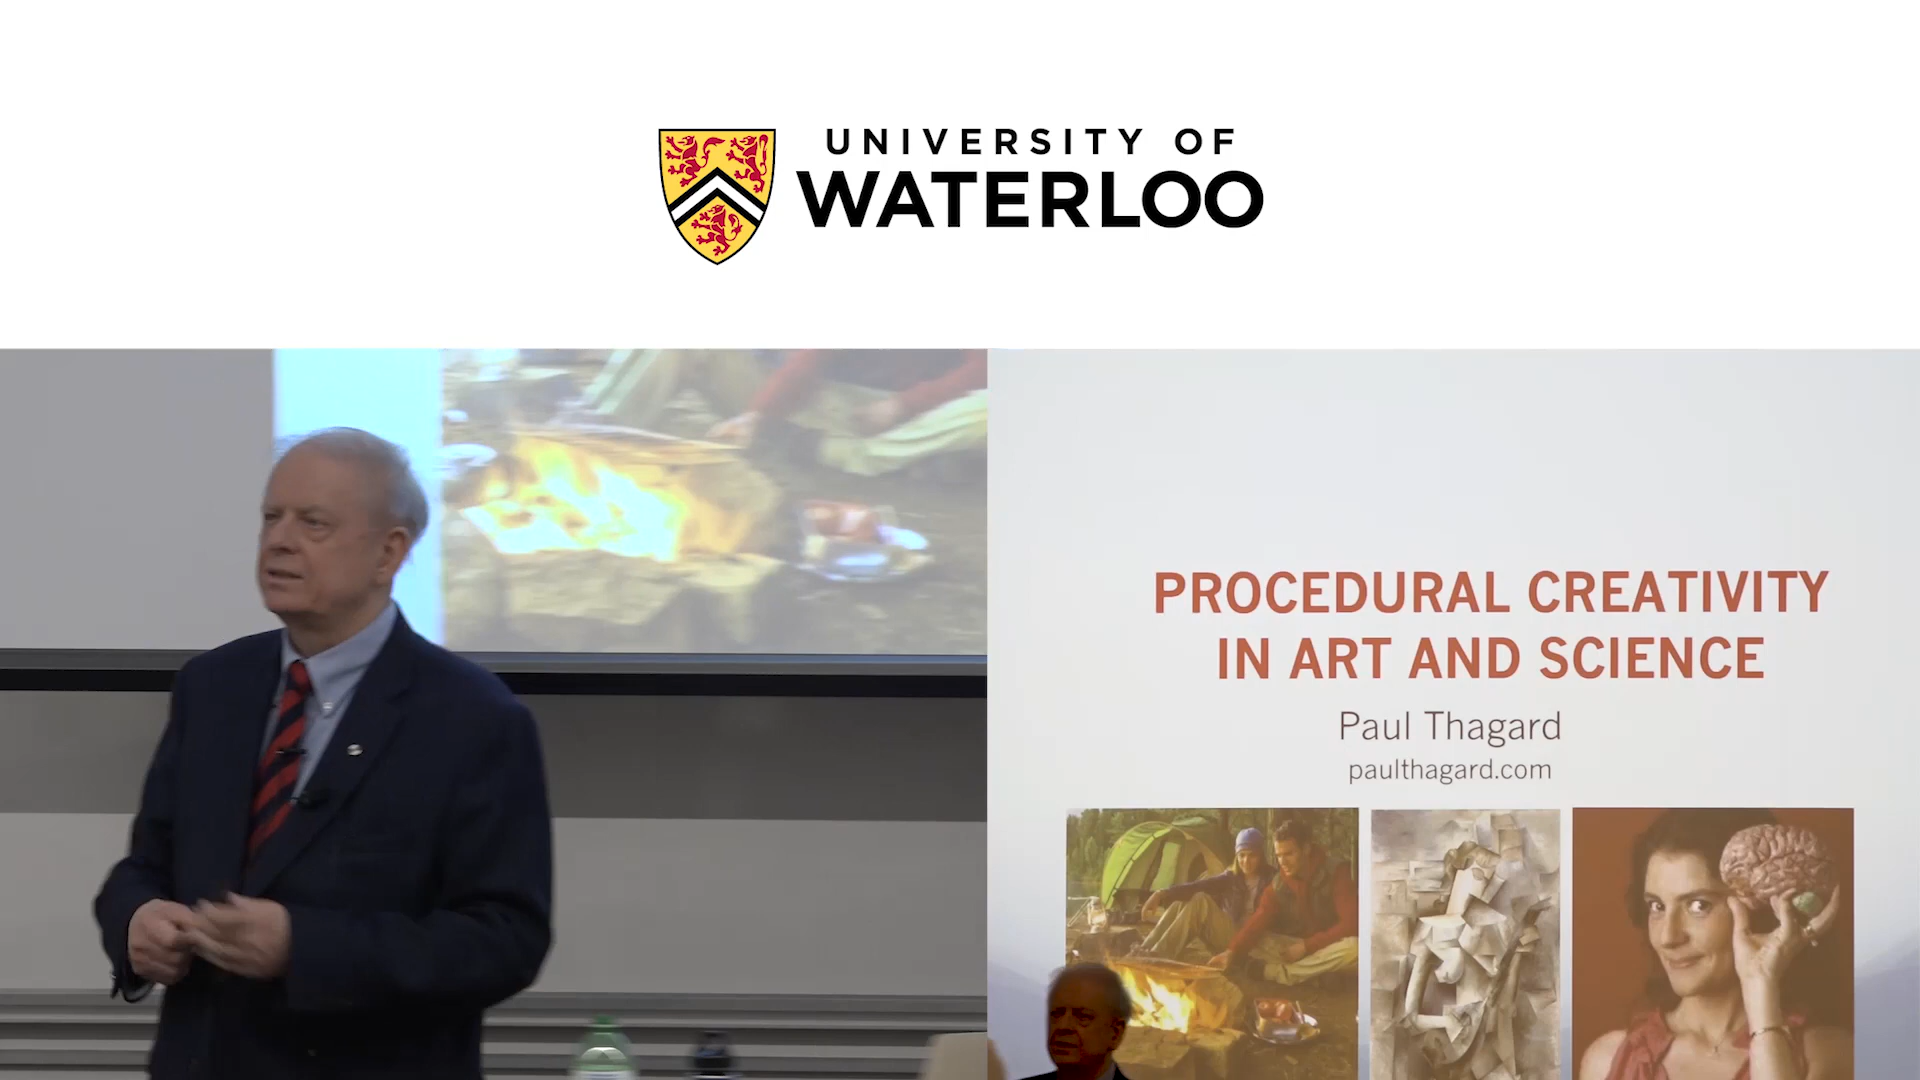 UNIVERSITY OF
WATERLOO
PROCEDURAL CREATIVITY
IN ART AND SCIENCE
Paul Thagard
paulthagard.com